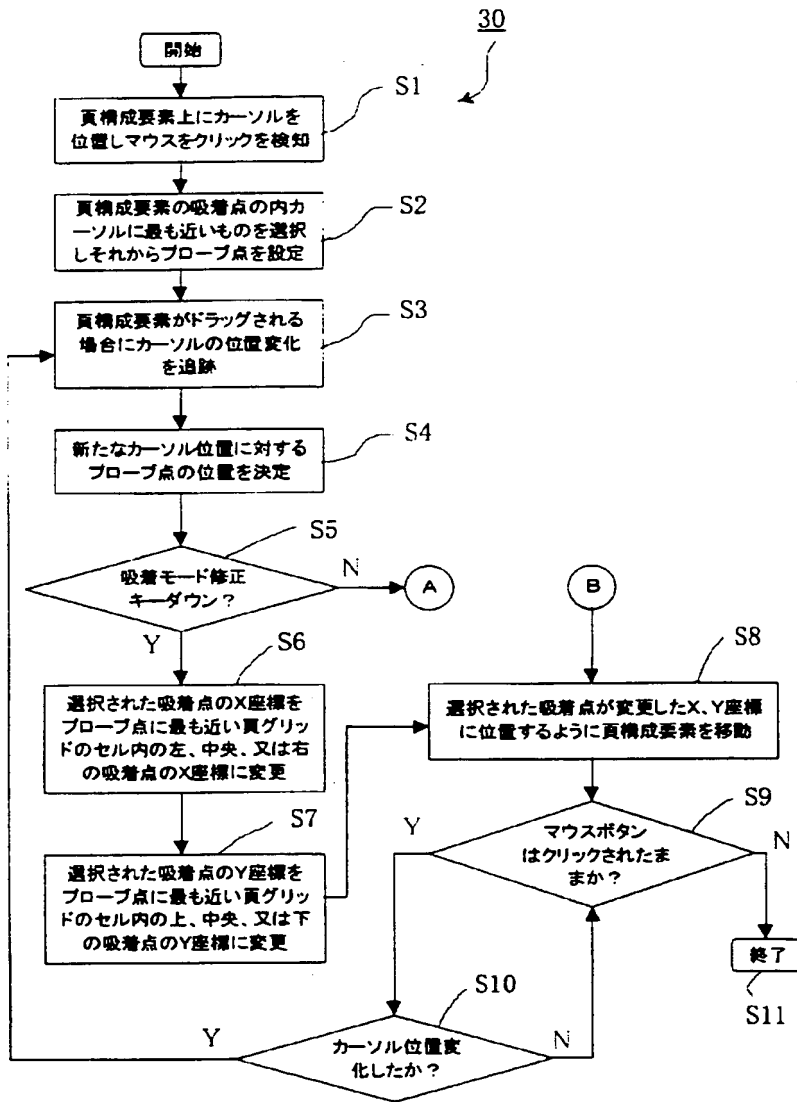 30
開始
S1
頁構成要素上にカーソルを
位置しマウスをクリックを検知
S2
頁構成要素の吸着点の内カ
ーソルに最も近いものを選択
しそれからプローブ点を設定
S3
頁構成要素がドラッグされる
場合にカーソルの位置変化
を追跡
S4
新たなカーソル位置に対する
プローブ点の位置を決定
S5
吸着モード修正
キーダウン？
N
A
Y
S6
選択された吸着点のX座標を
プローブ点に最も近い頁グリッ
ドのセル内の左、中央、又は右
の吸着点のX座標に変更
S7
選択された吸着点のY座標を
プローブ点に最も近い頁グリッ
ドのセル内の上、中央、又は下
の吸着点のY座標に変更
B
S8
選択された吸着点が変更したX、Y座標
に位置するように頁構成要素を移動
S9
マウスボタン
はクリックされたま
まか？
Y
N
終了
S11
S10
カーソル位置変
化したか？
Y
N